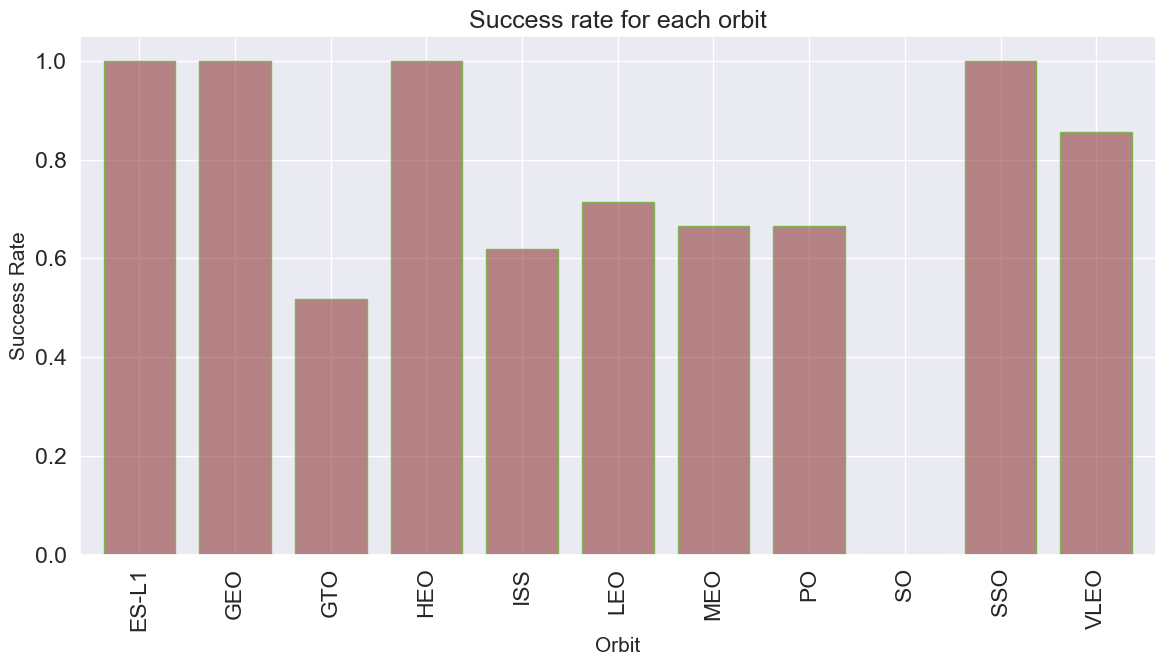 Success rate for each orbit
1.0
0.8
0.6
0.4
0.2
0.0
Success Rate
ES-L1
GEO
GTO
HEO
ISS
LEO
MEO
PO
SO
SSO
VLEO
Orbit